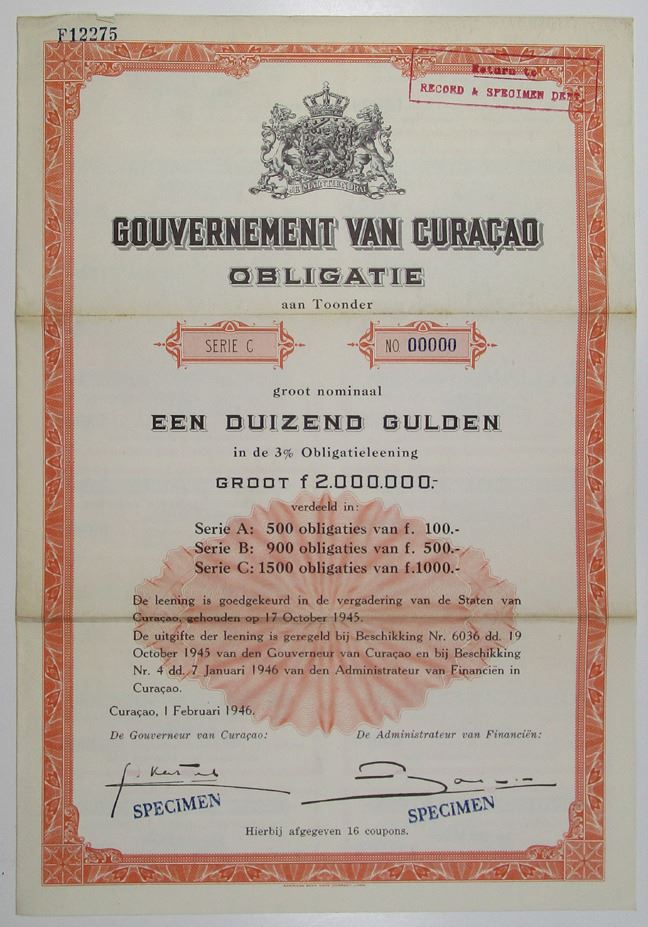 F12275
Return to
RECORD & SPECIMEN DEPT.
JE MAINTIENDRAI
GOUVERNEMENT VAN CURAÇAO
OBLIGATIE
aan Toonder
SERIE C
NO. 00000
groot nominaal
EEN DUIZEND GULDEN
in de 3% Obligatieleening
GROOT f 2.000.000.-
verdeeld in:
Serie A: 500 obligaties van f. 100.-
Serie B: 900 obligaties van f. 500.-
Serie C: 1500 obligaties van f.1000.-
De leening is goedgekeurd in de vergadering van de Staten van
Curaçao, gehouden op 17 October 1945.
De uitgifte der leening is geregeld bij Beschikking Nr. 6036 dd. 19
October 1945 van den Gouverneur van Curaçao en bij Beschikking
Nr. 4 dd. 7 Januari 1946 van den Administrateur van Financiën in
Curaçao.
Curaçao, 1 Februari 1946.
De Gouverneur van Curaçao:
De Administrateur van Financiën:
SPECIMEN
SPECIMEN
Hierbij afgegeven 16 coupons.